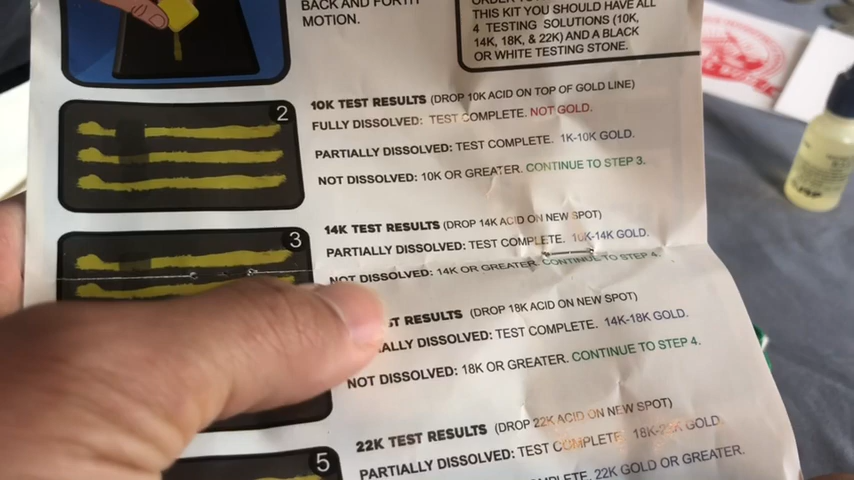 BACK AND FORTH
MOTION.
THIS KIT YOU SHOULD HAVE ALL
4 TESTING SOLUTIONS (10K,
14K, 18K, & 22K) AND A BLACK
OR WHITE TESTING STONE.
2
10K TEST RESULTS (DROP 10K ACID ON TOP OF GOLD LINE)
FULLY DISSOLVED: TEST COMPLETE. NOT GOLD.
PARTIALLY DISSOLVED: TEST COMPLETE. 1K-10K GOLD.
NOT DISSOLVED: 10K OR GREATER. CONTINUE TO STEP 3.
3
14K TEST RESULTS (DROP 14K ACID ON NEW SPOT)
PARTIALLY DISSOLVED: TEST COMPLETE. 10K-14K GOLD.
NOT DISSOLVED: 14K OR GREATER. CONTINUE TO STEP 4.
ST RESULTS (DROP 18K ACID ON NEW SPOT)
ALLY DISSOLVED: TEST COMPLETE. 14K-18K GOLD.
NOT DISSOLVED: 18K OR GREATER. CONTINUE TO STEP 4.
5
22K TEST RESULTS (DROP 22K ACID ON NEW SPOT)
PARTIALLY DISSOLVED: TEST COMPLETE. 18K-22K GOLD.
22K GOLD OR GREATER.